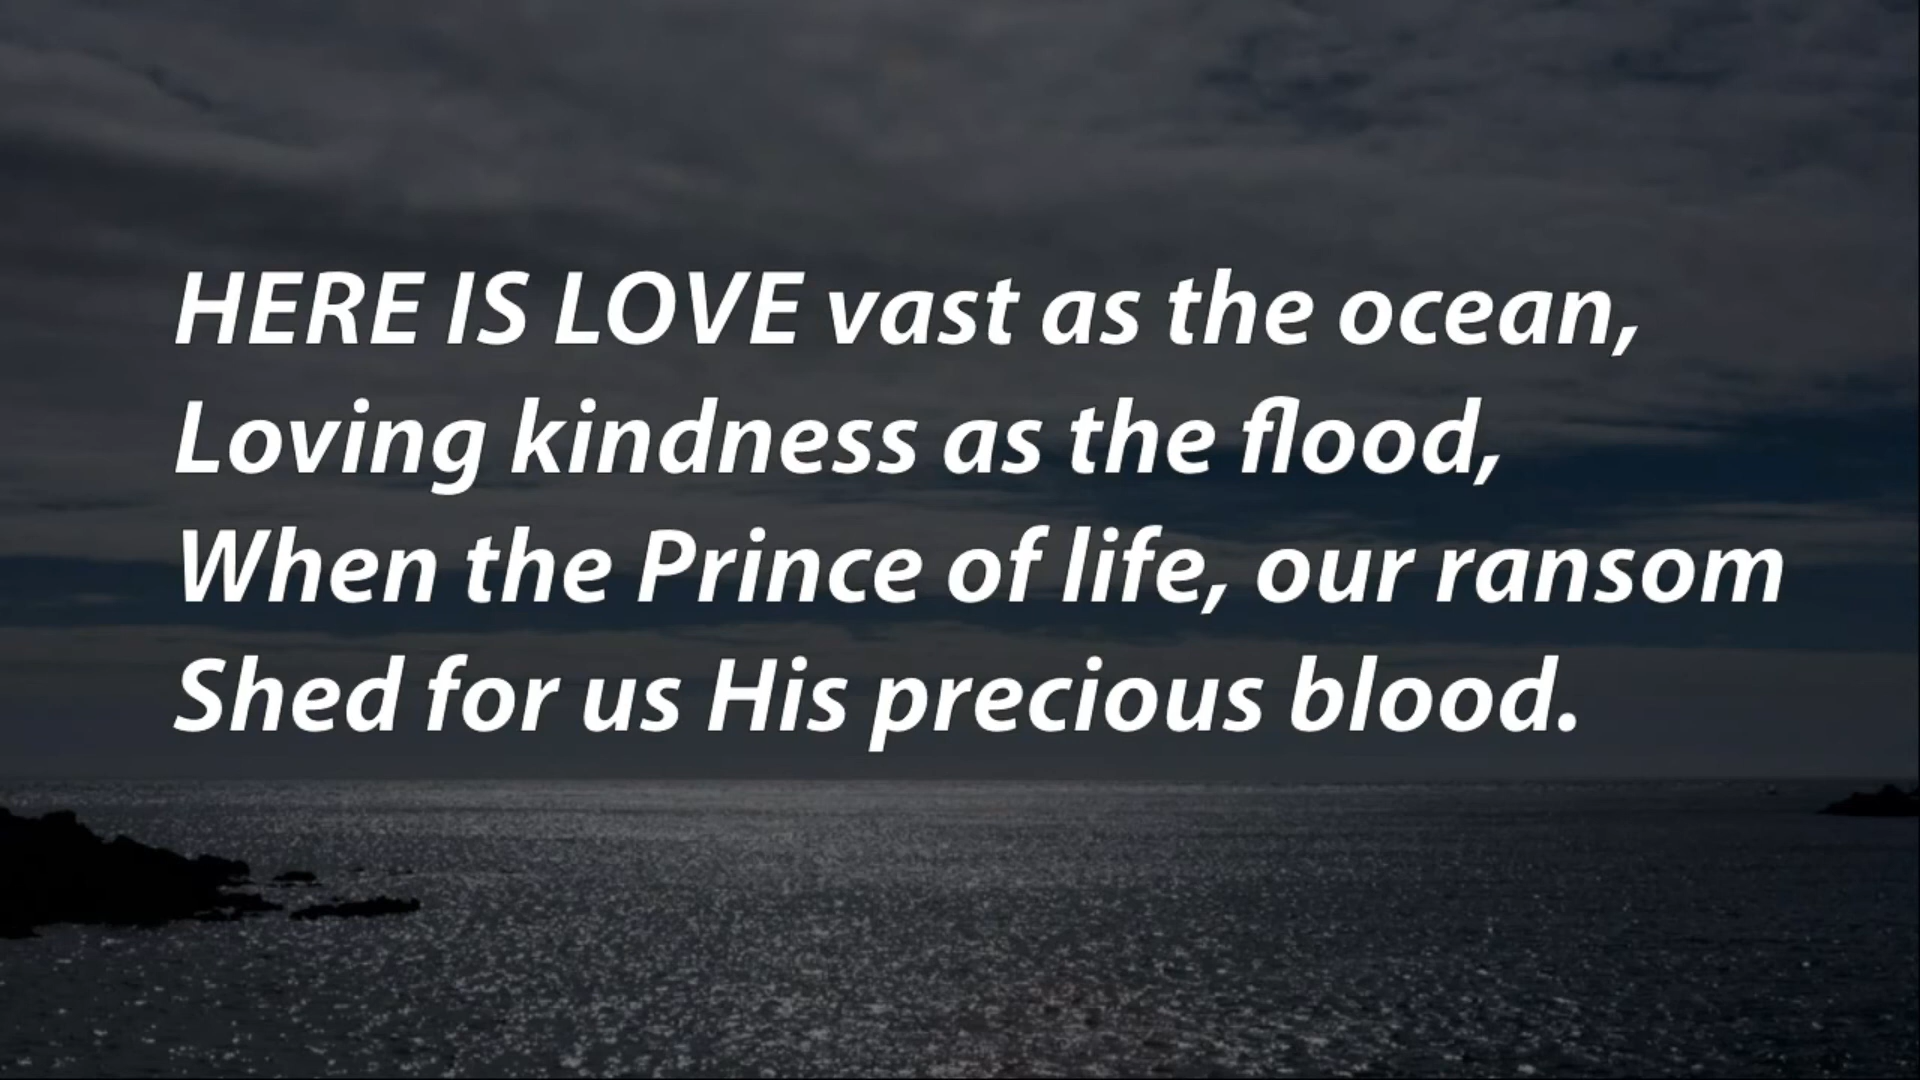 HERE IS LOVE vast as the ocean,
Loving kindness as the flood,
When the Prince of life, our ransom
Shed for us His precious blood.